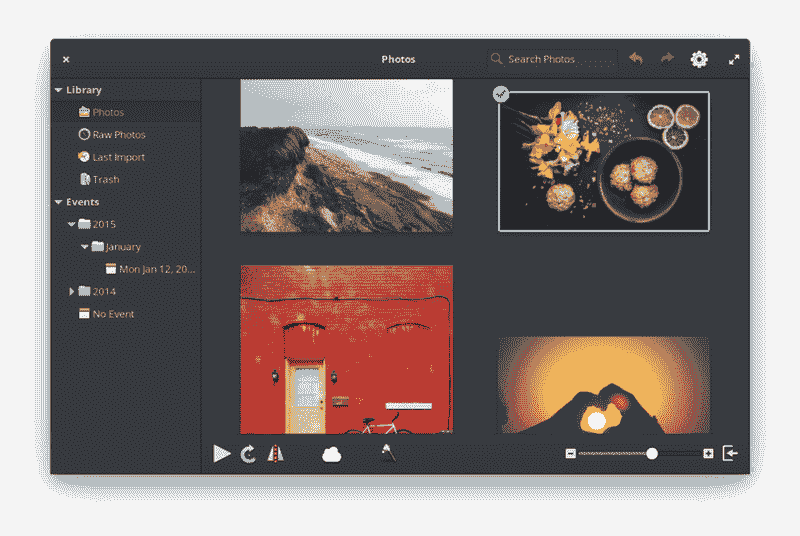 Photos
Search Photos
Library
Photos
Raw Photos
Last Import
Trash
Events
2015
January
Mon Jan 12, 20...
2014
No Event